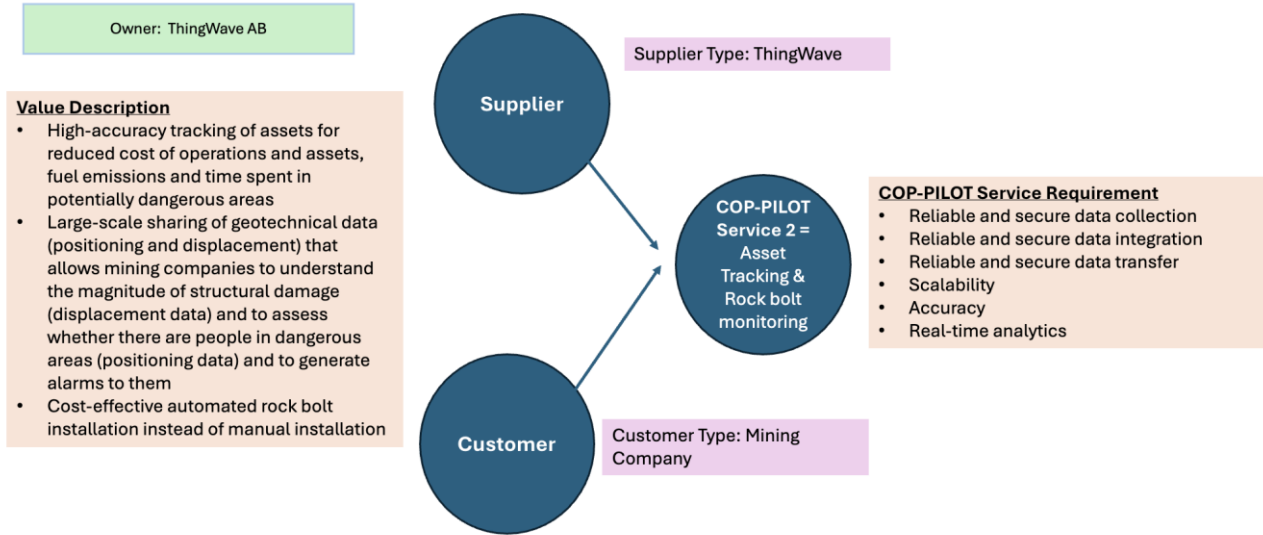 Owner: ThingWave AB
Supplier Type: ThingWave
Supplier
Value Description
• High-accuracy tracking of assets for
reduced cost of operations and assets,
fuel emissions and time spent in
potentially dangerous areas
• Large-scale sharing of geotechnical data
(positioning and displacement) that
allows mining companies to understand
the magnitude of structural damage
(displacement data) and to assess
whether there are people in dangerous
areas (positioning data) and to generate
alarms to them
• Cost-effective automated rock bolt
installation instead of manual installation
COP-PILOT
Service 2 =
Asset
Tracking &
Rock bolt
monitoring
COP-PILOT Service Requirement
• Reliable and secure data collection
• Reliable and secure data integration
• Reliable and secure data transfer
• Scalability
• Accuracy
• Real-time analytics
Customer
Customer Type: Mining
Company